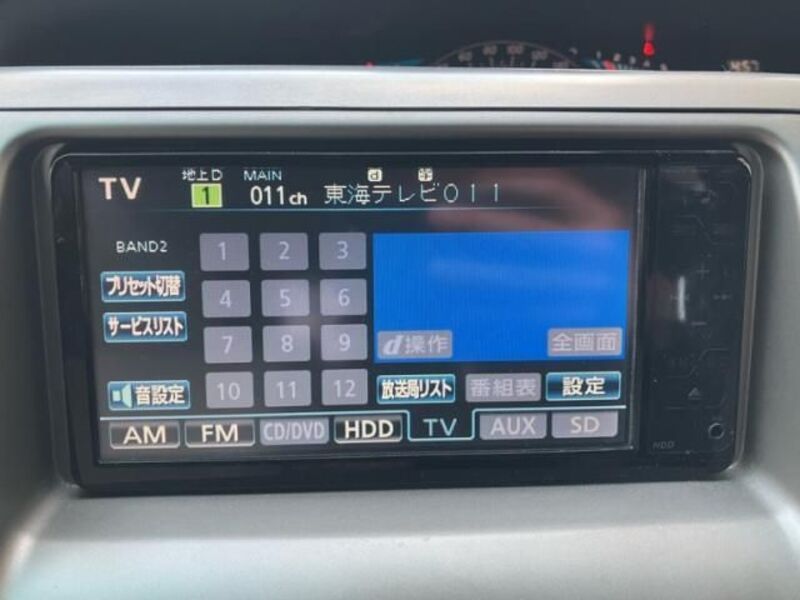 TV 地上D 1 MAIN 011ch 東海テレビ011
BAND2
1 2 3
プリセット切替
4 5 6
サービスリスト
7 8 9
d操作 全画面
音設定
10 11 12
放送局リスト 番組表 設定
AM FM CD/DVD HDD TV AUX SD
HDD